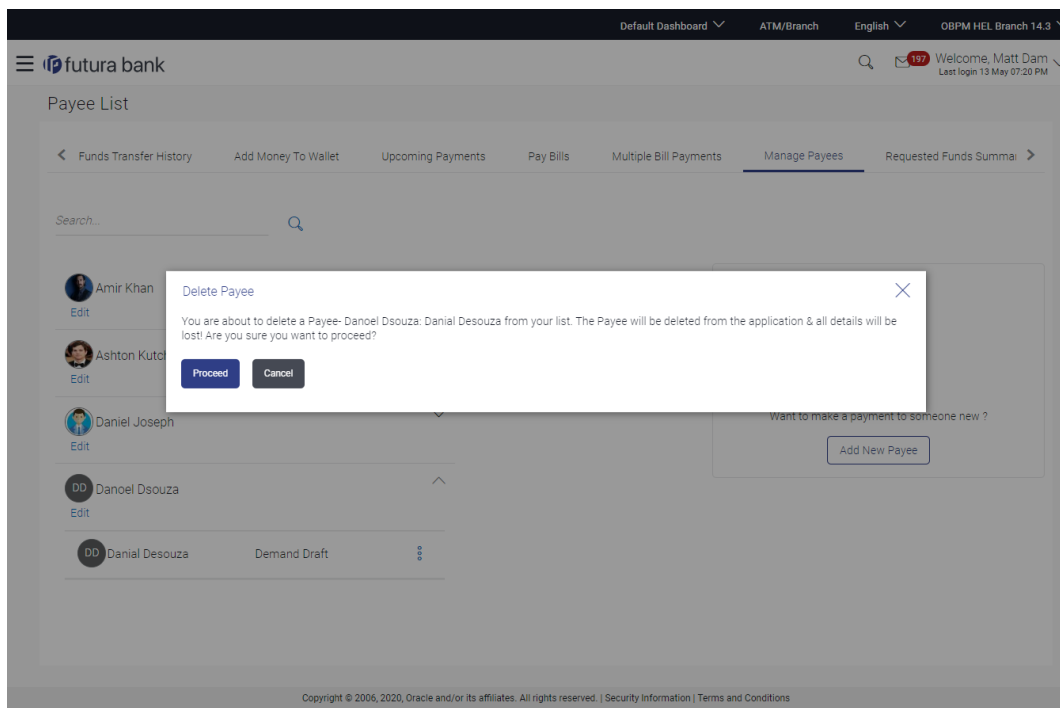 Default Dashboard ATM/Branch English OBPM HEL Branch 14.3
futura bank 197 Welcome, Matt Dam
Last login 13 May 07:20 PM
Payee List
Funds Transfer History Add Money To Wallet Upcoming Payments Pay Bills Multiple Bill Payments Manage Payees Requested Funds Summa
Search...
Amir Khan
Edit
Delete Payee
You are about to delete a Payee- Danoel Dsouza: Danial Desouza from your list. The Payee will be deleted from the application & all details will be
lost! Are you sure you want to proceed?
Proceed Cancel
Ashton Kutch
Edit
Daniel Joseph
Edit
Want to make a payment to someone new ?
Add New Payee
DD Danoel Dsouza
Edit
DD Danial Desouza Demand Draft
Copyright © 2006, 2020, Oracle and/or its affiliates. All rights reserved. | Security Information | Terms and Conditions